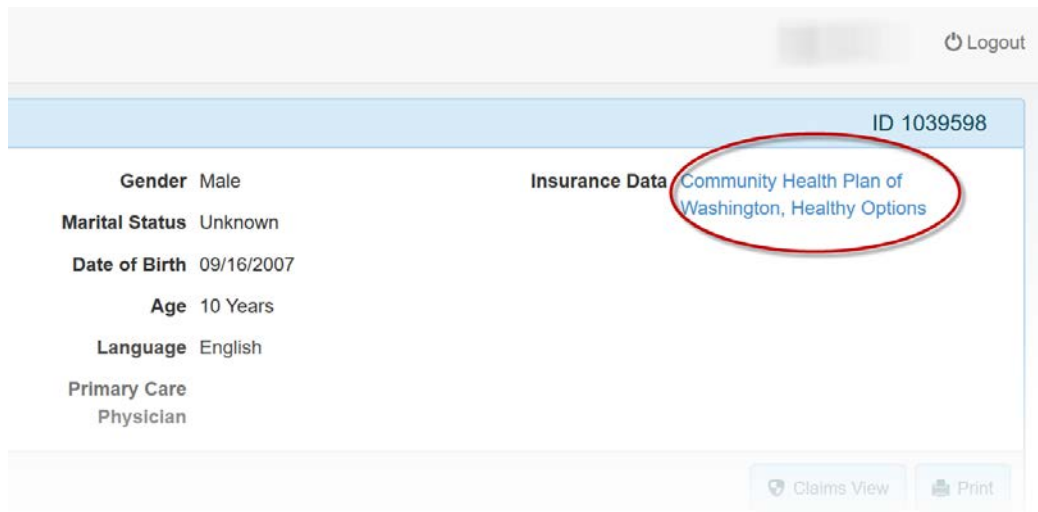 Logout
ID 1039598
Gender Male
Insurance Data Community Health Plan of
Washington, Healthy Options
Marital Status Unknown
Date of Birth 09/16/2007
Age 10 Years
Language English
Primary Care
Physician
Claims View
Print